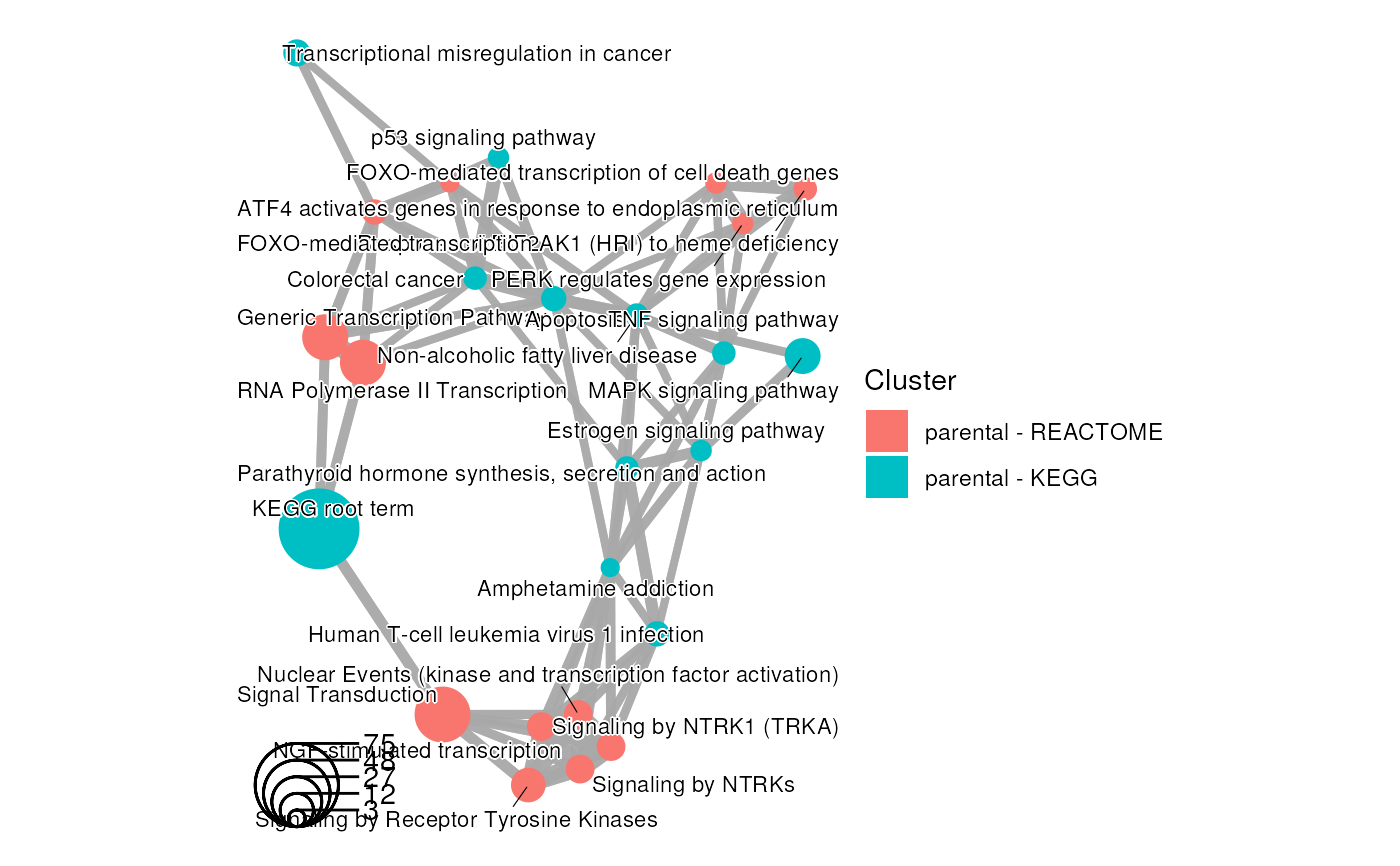 Transcriptional misregulation in cancer
p53 signaling pathway
FOXO-mediated transcription of cell death genes
ATF4 activates genes in response to endoplasmic reticulum
FOXO-mediated transcription
AK1 (HRI) to heme deficiency
Colorectal cancer
PERK regulates gene expression
Generic Transcription Pathway
Apoptosis
TNF signaling pathway
Non-alcoholic fatty liver disease
RNA Polymerase II Transcription
MAPK signaling pathway
Cluster
parental - REACTOME
parental - KEGG
Estrogen signaling pathway
Parathyroid hormone synthesis, secretion and action
KEGG root term
Amphetamine addiction
Human T-cell leukemia virus 1 infection
Nuclear Events (kinase and transcription factor activation)
Signal Transduction
Signaling by NTRK1 (TRKA)
NGF-stimulated transcription
75
48
27
12
3
Signaling by NTRKs
Signaling by Receptor Tyrosine Kinases